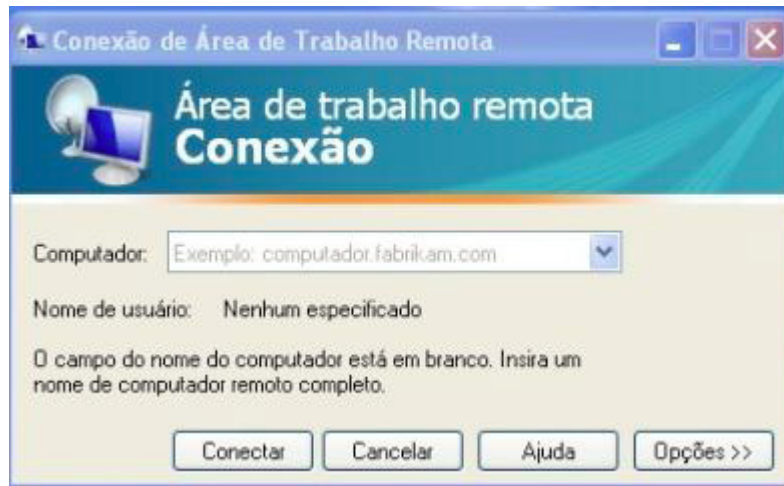 Conexão de Área de Trabalho Remota
Área de trabalho remota
Conexão
Computador: Exemplo: computador.fabrikam.com
Nome de usuário: Nenhum especificado
O campo do nome do computador está em branco. Insira um
nome de computador remoto completo.
Conectar Cancelar Ajuda Opções >>